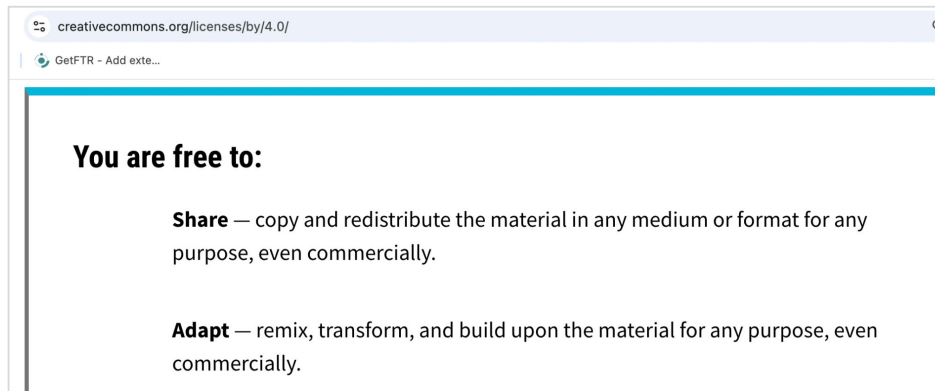 creativecommons.org/licenses/by/4.0/
GetFTR - Add exte...
You are free to:
Share — copy and redistribute the material in any medium or format for any
purpose, even commercially.
Adapt — remix, transform, and build upon the material for any purpose, even
commercially.